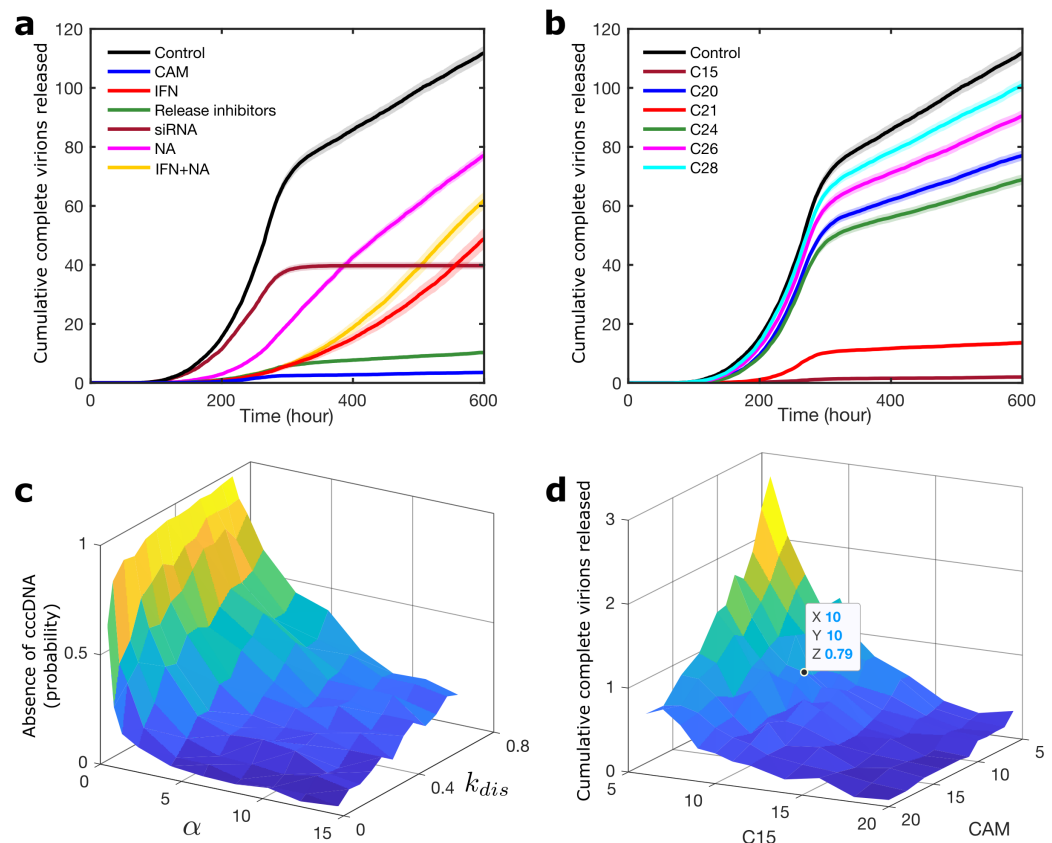 a
Cumulative complete virions released
120
100
80
60
40
20
0
Control
CAM
IFN
Release inhibitors
siRNA
NA
IFN+NA
0
200
400
600
Time (hour)
b
Cumulative complete virions released
120
100
80
60
40
20
0
Control
C15
C20
C21
C24
C26
C28
0
200
400
600
Time (hour)
c
Absence of cccDNA
(probability)
1
0.5
0
0
5
10
15
α
0
0.4
0.8
k_dis
d
Cumulative complete virions released
3
2
1
0
X 10
Y 10
Z 0.79
5
10
15
20
C15
20
15
10
5
CAM